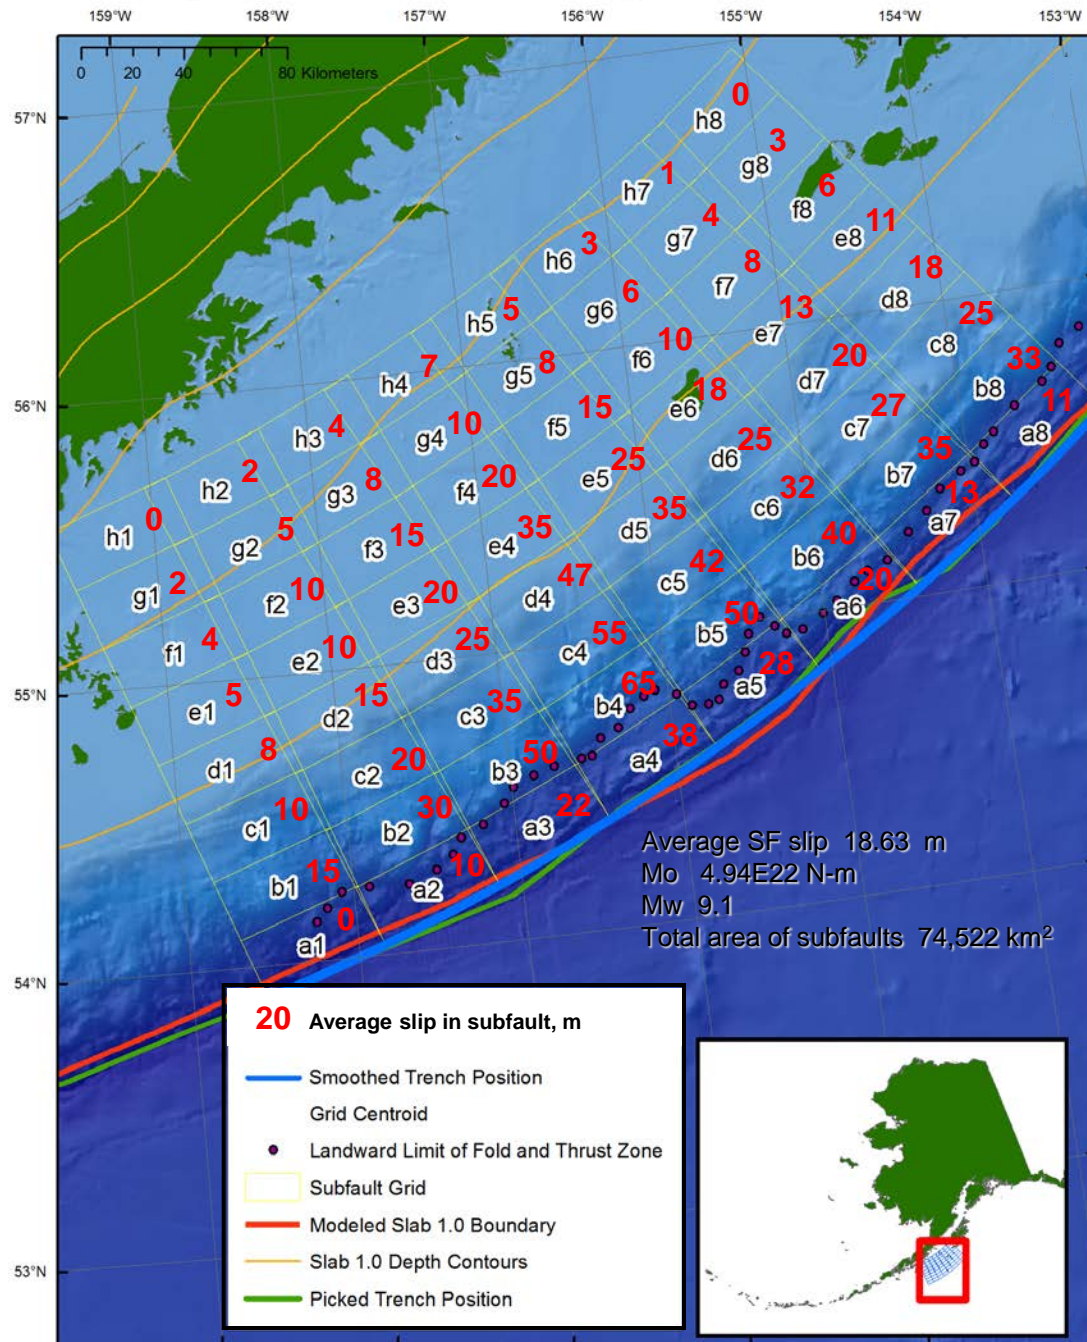 159°W 158°W 157°W 156°W 155°W 154°W 153°W
0 20 40 80 Kilometers
57°N
56°N
55°N
54°N
53°N
h8 0
g8 3
f8 6
e8 11
d8 18
c8 25
b8 33
a8 11
h7 1
g7 4
f7 8
e7 13
d7 20
c7 27
b7 35
a7 13
h6 3
g6 6
f6 10
e6 18
d6 25
c6 32
b6 40
a6 20
h5 5
g5 8
f5 15
e5 25
d5 35
c5 42
b5 50
a5 28
h4 7
g4 10
f4 20
e4 35
d4 47
c4 55
b4 65
a4 38
h3 4
g3 8
f3 15
e3 20
d3 25
c3 35
b3 50
a3 22
h2 2
g2 5
f2 10
e2 10
d2 15
c2 20
b2 30
a2 10
h1 0
g1 2
f1 4
e1 5
d1 8
c1 10
b1 15
a1 0
Average SF slip 18.63 m
Mo 4.94E22 N-m
Mw 9.1
Total area of subfaults 74,522 km²
20 Average slip in subfault, m
Smoothed Trench Position
Grid Centroid
Landward Limit of Fold and Thrust Zone
Subfault Grid
Modeled Slab 1.0 Boundary
Slab 1.0 Depth Contours
Picked Trench Position